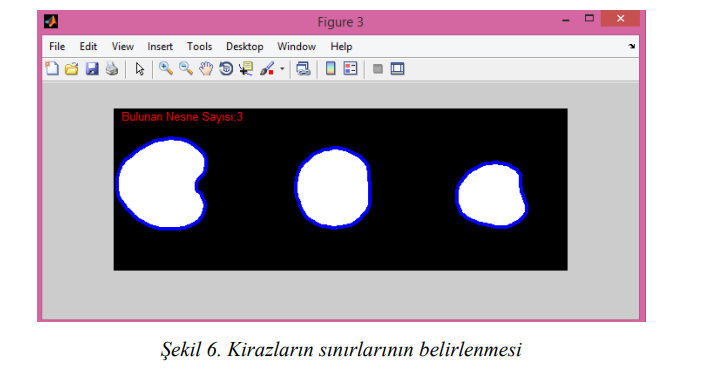 Figure 3
File Edit View Insert Tools Desktop Window Help
Bulunan Nesne Sayısı:3
Şekil 6. Kirazların sınırlarının belirlenmesi